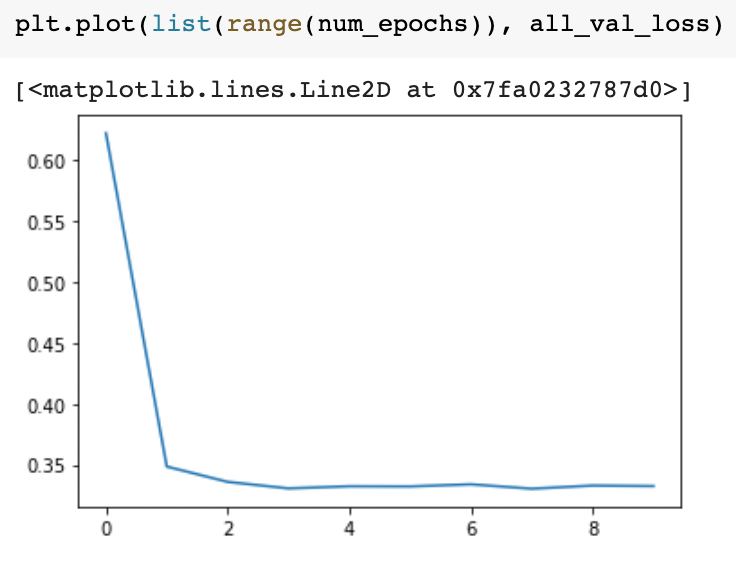 plt.plot(list(range(num_epochs)), all_val_loss)
[<matplotlib.lines.Line2D at 0x7fa0232787d0>]
0.60
0.55
0.50
0.45
0.40
0.35
0 2 4 6 8